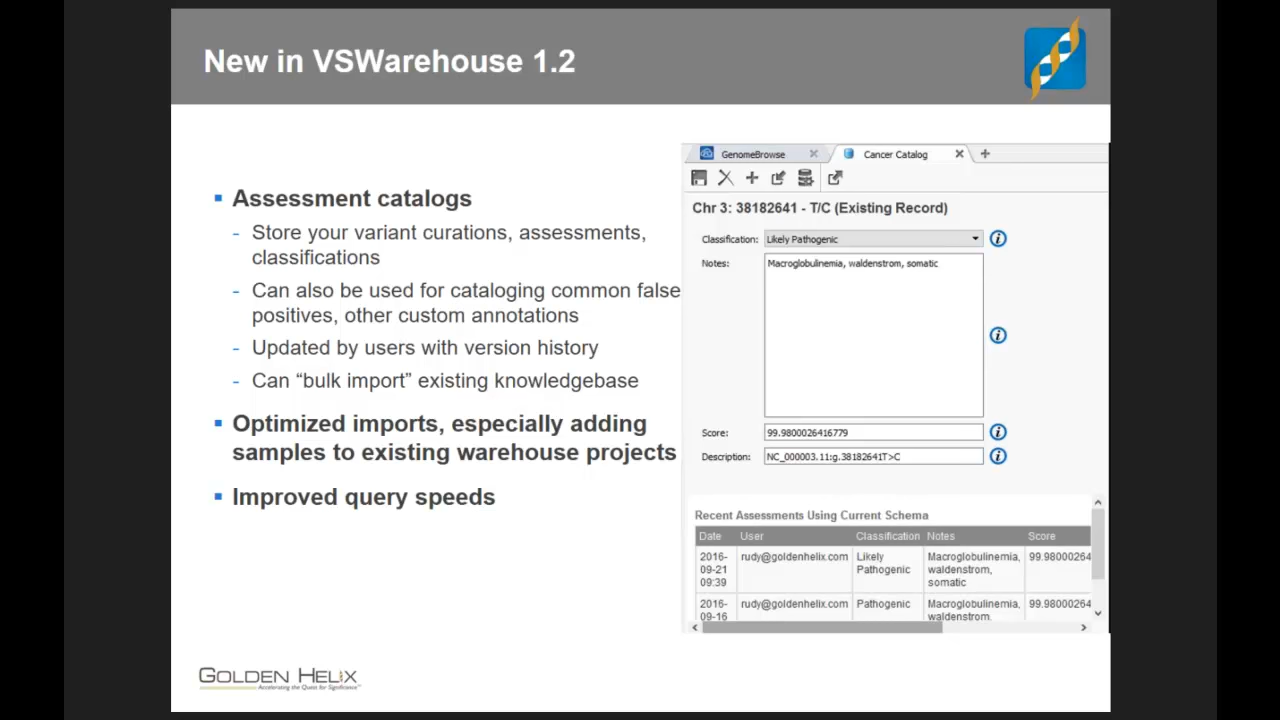 New in VSWarehouse 1.2
Assessment catalogs
- Store your variant curations, assessments,
classifications
- Can also be used for cataloging common false
positives, other custom annotations
- Updated by users with version history
- Can “bulk import” existing knowledgebase
Optimized imports, especially adding
samples to existing warehouse projects
Improved query speeds
GenomeBrowse
Cancer Catalog
Chr 3: 38182641 - T/C (Existing Record)
Classification: Likely Pathogenic
Notes: Macroglobulinemia, waldenstrom, somatic
Score: 99.9800026416779
Description: NC_000003.11:g.38182641T>C
Recent Assessments Using Current Schema
Date User Classification Notes Score
2016- rudy@goldenhelix.com Likely Macroglobulinemia, 99.98000264
09-21 Pathogenic waldenstrom,
09:39 somatic
2016- rudy@goldenhelix.com Pathogenic Macroglobulinemia, 99.98000264
09-16 waldenstrom,
GOLDEN HELIX
Accelerating the Quest for Significance™